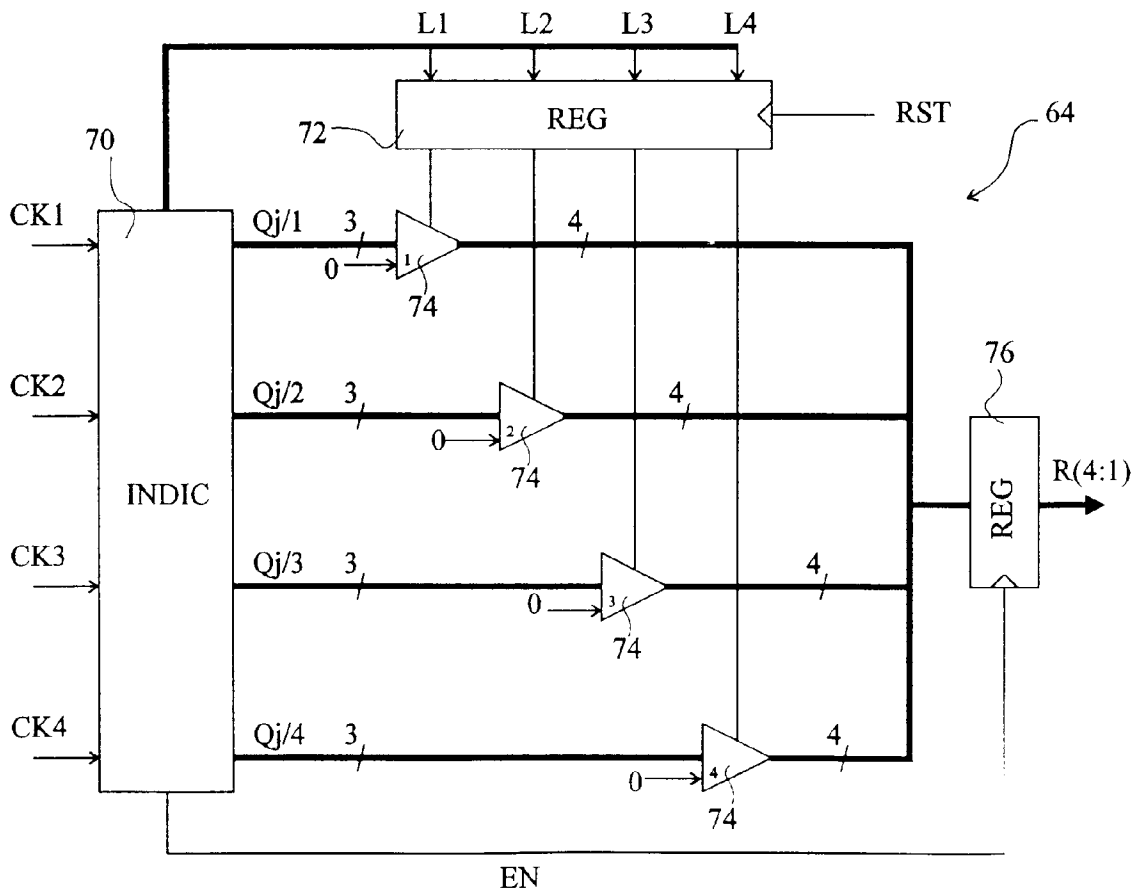 L1 L2 L3 L4
REG
72
RST
64
70
CK1
Qj/1 3 4
0 1
74
CK2
Qj/2 3 4
0 2
74
76
INDIC
REG
R(4:1)
CK3
Qj/3 3 4
0 3
74
CK4
Qj/4 3 4
0 4
74
EN